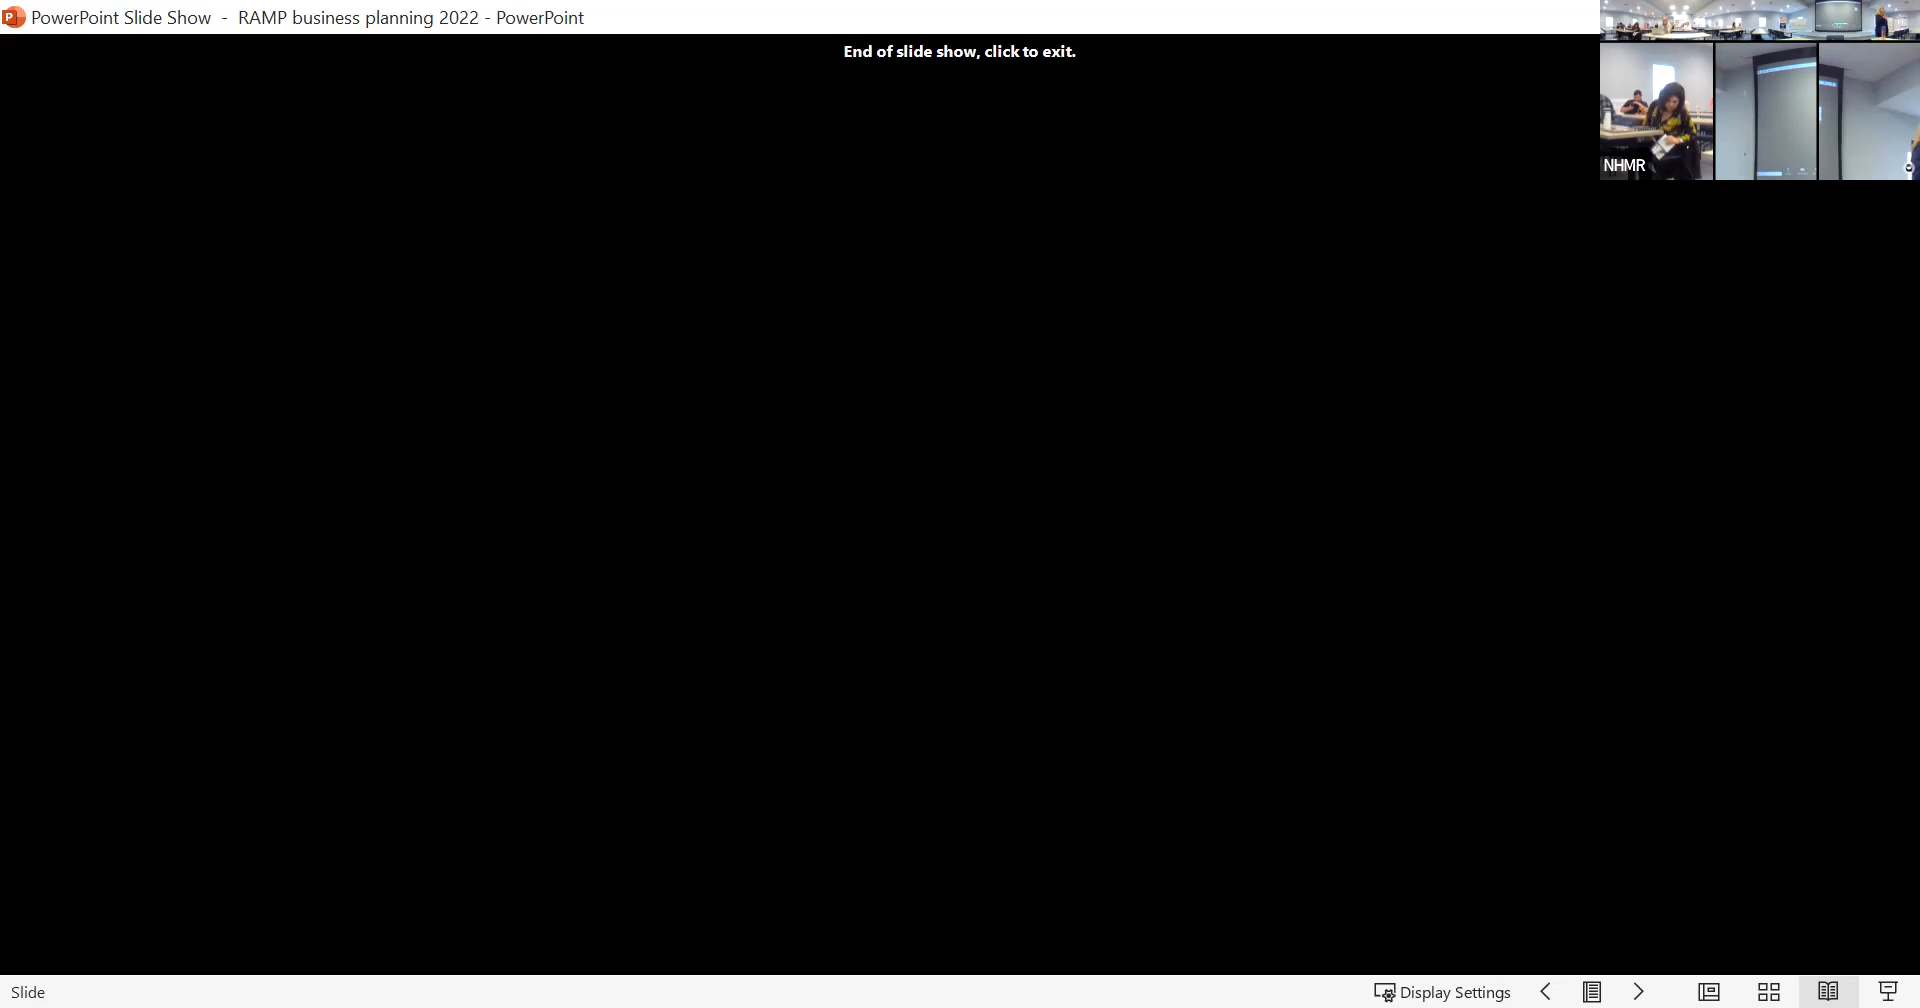 PowerPoint Slide Show - RAMP business planning 2022 - PowerPoint
End of slide show, click to exit.
NHMR
Slide
Display Settings